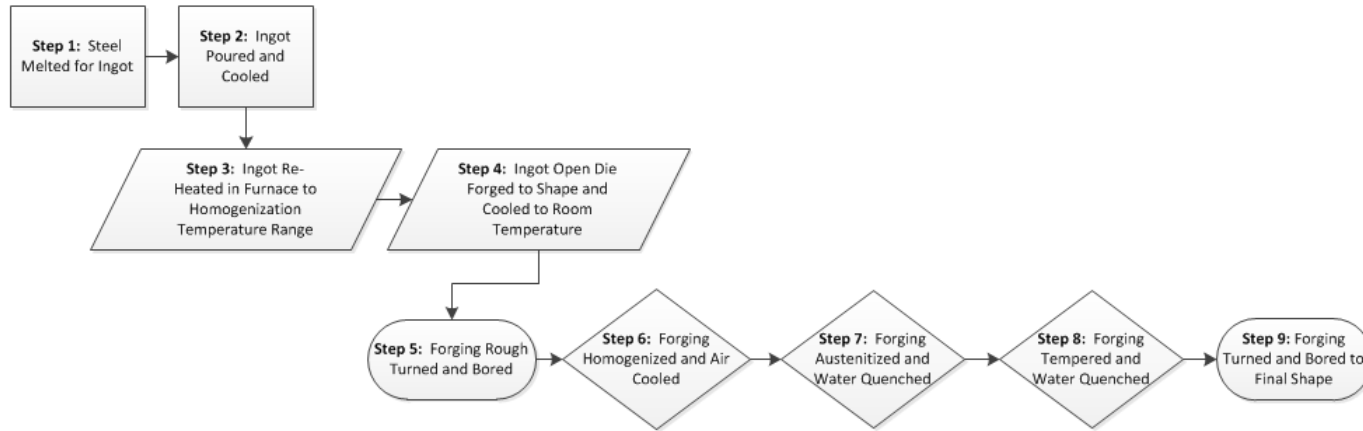 Step 1: Steel
Melted for Ingot
Step 2: Ingot
Poured and
Cooled
Step 3: Ingot Re-
Heated in Furnace to
Homogenization
Temperature Range
Step 4: Ingot Open Die
Forged to Shape and
Cooled to Room
Temperature
Step 5: Forging Rough
Turned and Bored
Step 6: Forging
Homogenized and Air
Cooled
Step 7: Forging
Austenitized and
Water Quenched
Step 8: Forging
Tempered and
Water Quenched
Step 9: Forging
Turned and Bored to
Final Shape